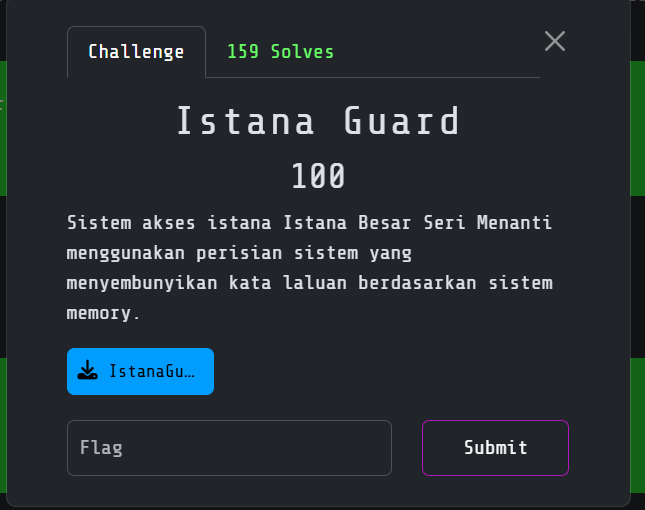 Challenge
159 Solves
Istana Guard
100
Sistem akses istana Istana Besar Seri Menanti
menggunakan perisian sistem yang
menyembunyikan kata laluan berdasarkan sistem
memory.
IstanaGu...
Flag
Submit